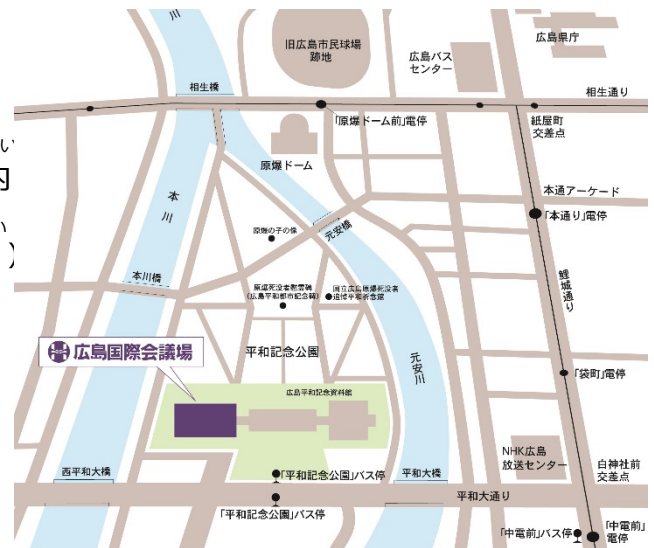 旧広島市民球場
跡地
広島バス
センター
広島県庁
相生橋
相生通り
「原爆ドーム前」電停
紙屋町
交差点
い
内
い
)
本川
原爆ドーム
本通アーケード
「本通り」電停
原爆の子の像
元安橋
本川
本川橋
原爆死没者慰霊碑
(広島平和都市記念碑)
国立広島原爆死没者
追悼平和祈念館
鯉城通り
広島国際会議場
平和記念公園
元安川
「袋町」電停
広島平和記念資料館
NHK広島
放送センター
白神社前
交差点
西平和大橋
「平和記念公園」バス停
平和大橋
平和大通り
「平和記念公園」バス停
「中電前」バス停
「中電前」
電停